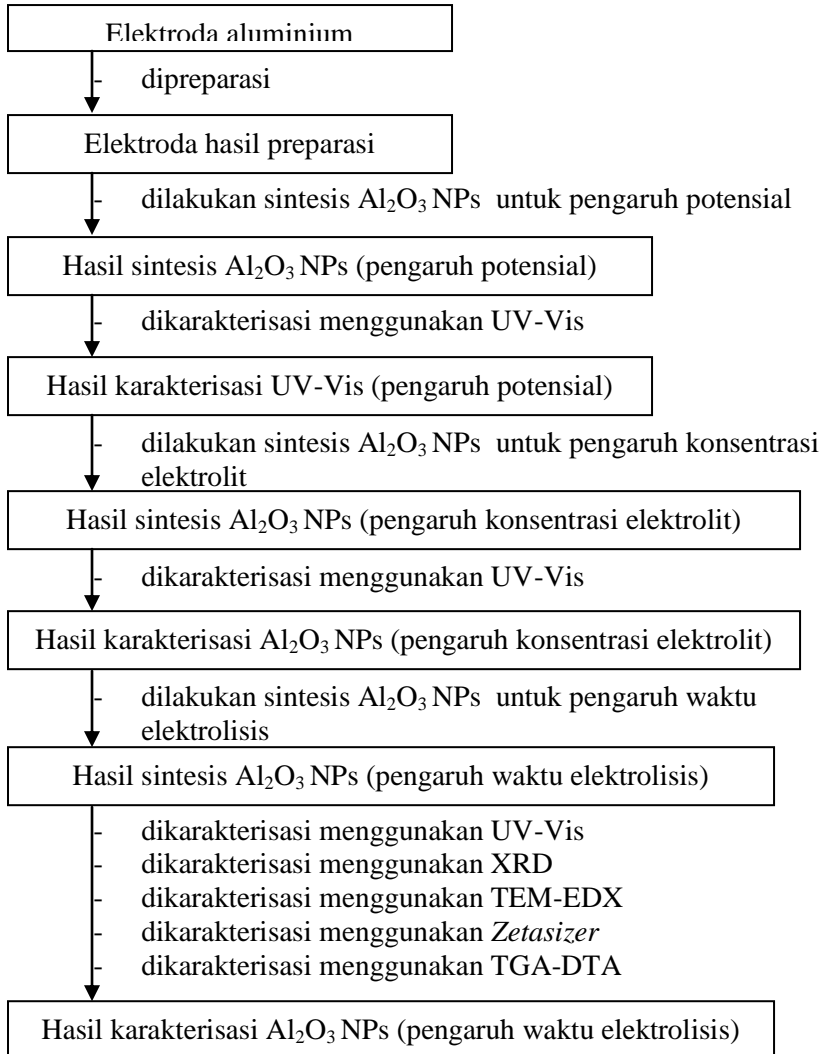 Elektroda aluminium
- dipreparasi
Elektroda hasil preparasi
- dilakukan sintesis Al₂O₃ NPs untuk pengaruh potensial
Hasil sintesis Al₂O₃ NPs (pengaruh potensial)
- dikarakterisasi menggunakan UV-Vis
Hasil karakterisasi UV-Vis (pengaruh potensial)
- dilakukan sintesis Al₂O₃ NPs untuk pengaruh konsentrasi
elektrolit
Hasil sintesis Al₂O₃ NPs (pengaruh konsentrasi elektrolit)
- dikarakterisasi menggunakan UV-Vis
Hasil karakterisasi Al₂O₃ NPs (pengaruh konsentrasi elektrolit)
- dilakukan sintesis Al₂O₃ NPs untuk pengaruh waktu
elektrolisis
Hasil sintesis Al₂O₃ NPs (pengaruh waktu elektrolisis)
- dikarakterisasi menggunakan UV-Vis
- dikarakterisasi menggunakan XRD
- dikarakterisasi menggunakan TEM-EDX
- dikarakterisasi menggunakan Zetasizer
- dikarakterisasi menggunakan TGA-DTA
Hasil karakterisasi Al₂O₃ NPs (pengaruh waktu elektrolisis)